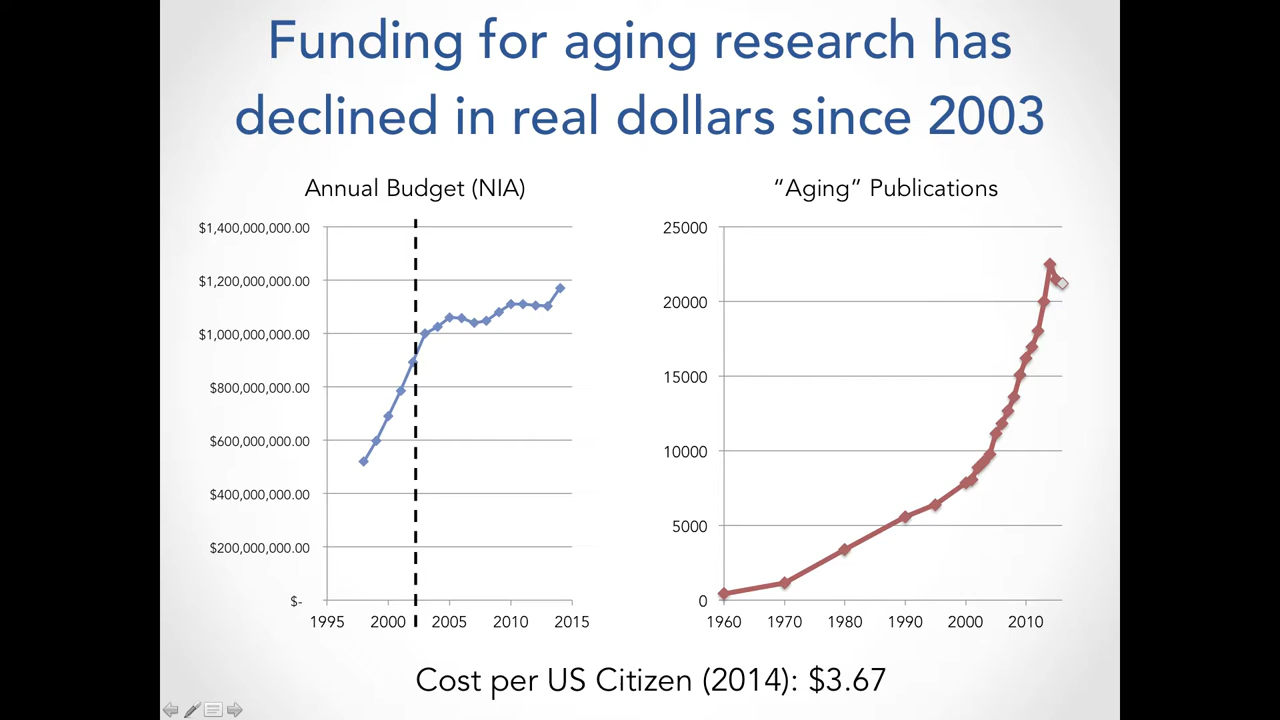 Funding for aging research has
declined in real dollars since 2003
Annual Budget (NIA)
$1,400,000,000.00
$1,200,000,000.00
$1,000,000,000.00
$800,000,000.00
$600,000,000.00
$400,000,000.00
$200,000,000.00
$-
1995 2000 2005 2010 2015
“Aging” Publications
25000
20000
15000
10000
5000
0
1960 1970 1980 1990 2000 2010
Cost per US Citizen (2014): $3.67